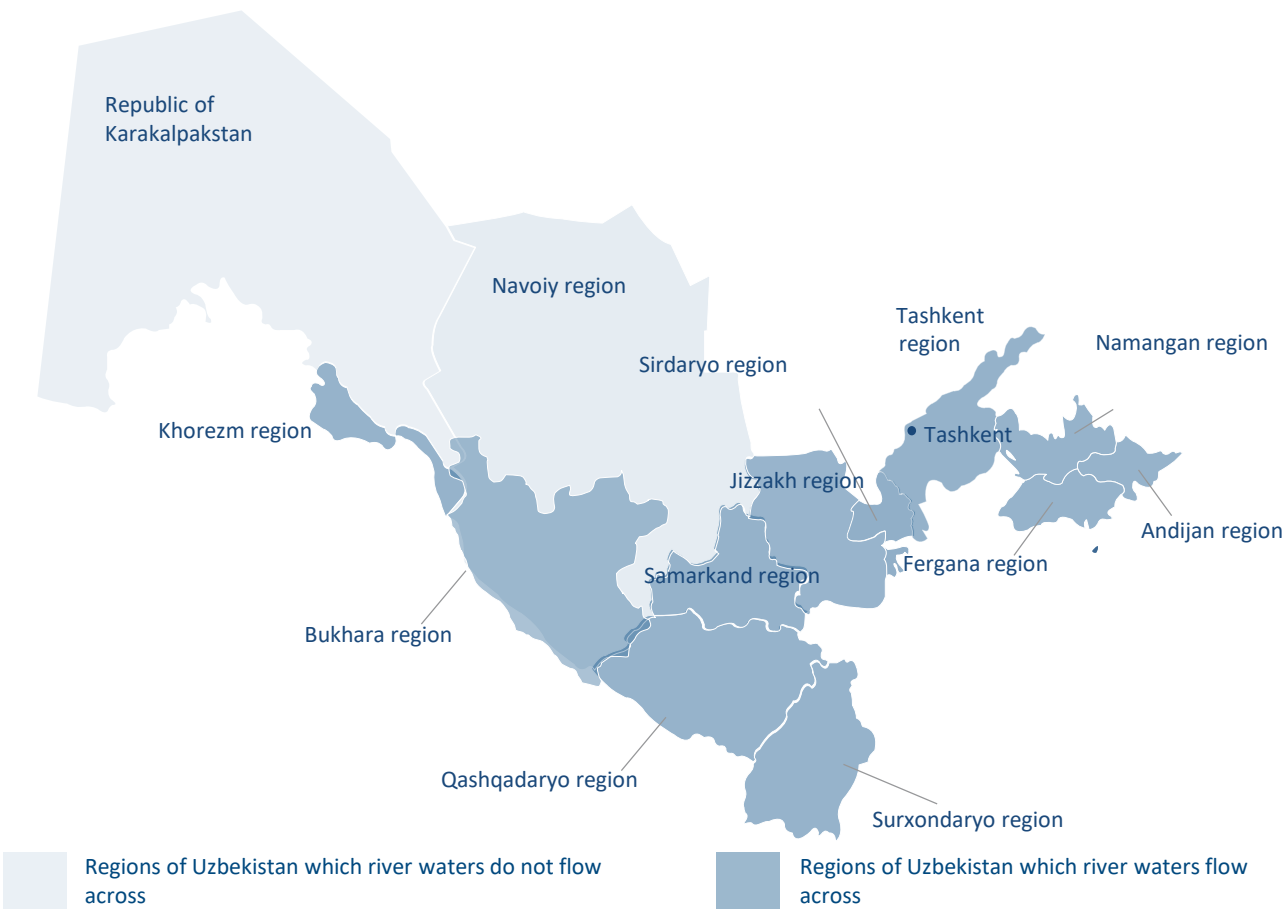 Republic of
Karakalpakstan
Navoiy region
Tashkent
region
Namangan region
Sirdaryo region
Khorezm region
Tashkent
Jizzakh region
Andijan region
Fergana region
Samarkand region
Bukhara region
Qashqadaryo region
Surxondaryo region
Regions of Uzbekistan which river waters do not flow
across
Regions of Uzbekistan which river waters flow
across